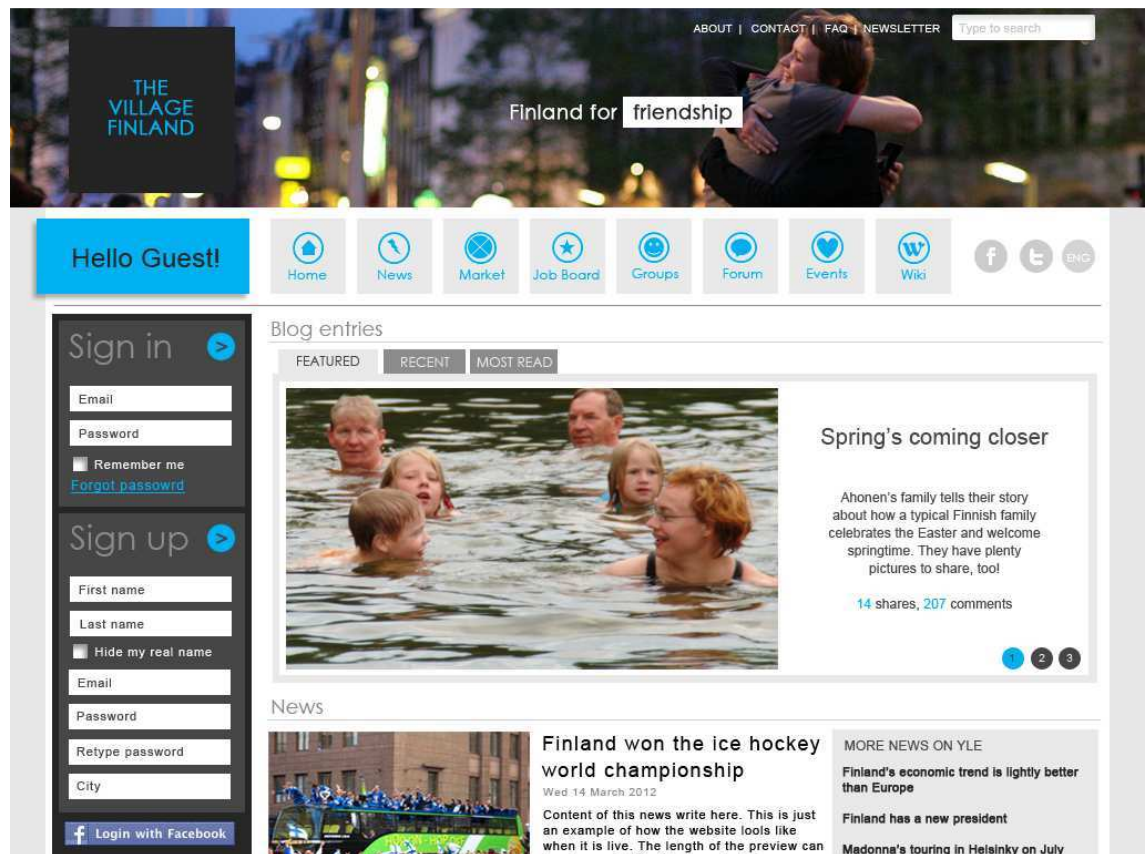 ABOUT | CONTACT | FAQ | NEWSLETTER
Type to search
THE
VILLAGE
FINLAND
Finland for friendship
Hello Guest!
Home
News
Market
Job Board
Groups
Forum
Events
W
Wiki
f
t
ENG
Sign in >
Email
Password
Remember me
Forgot passowrd
Sign up >
First name
Last name
Hide my real name
Email
Password
Retype password
City
f Login with Facebook
Blog entries
FEATURED
RECENT
MOST READ
Spring's coming closer
Ahonen's family tells their story
about how a typical Finnish family
celebrates the Easter and welcome
springtime. They have plenty
pictures to share, too!
14 shares, 207 comments
1 2 3
News
Finland won the ice hockey
world championship
Wed 14 March 2012
Content of this news write here. This is just
an example of how the website lools like
when it is live. The length of the preview can
MORE NEWS ON YLE
Finland's economic trend is lightly better
than Europe
Finland has a new president
Madonna's touring in Helsinky on July